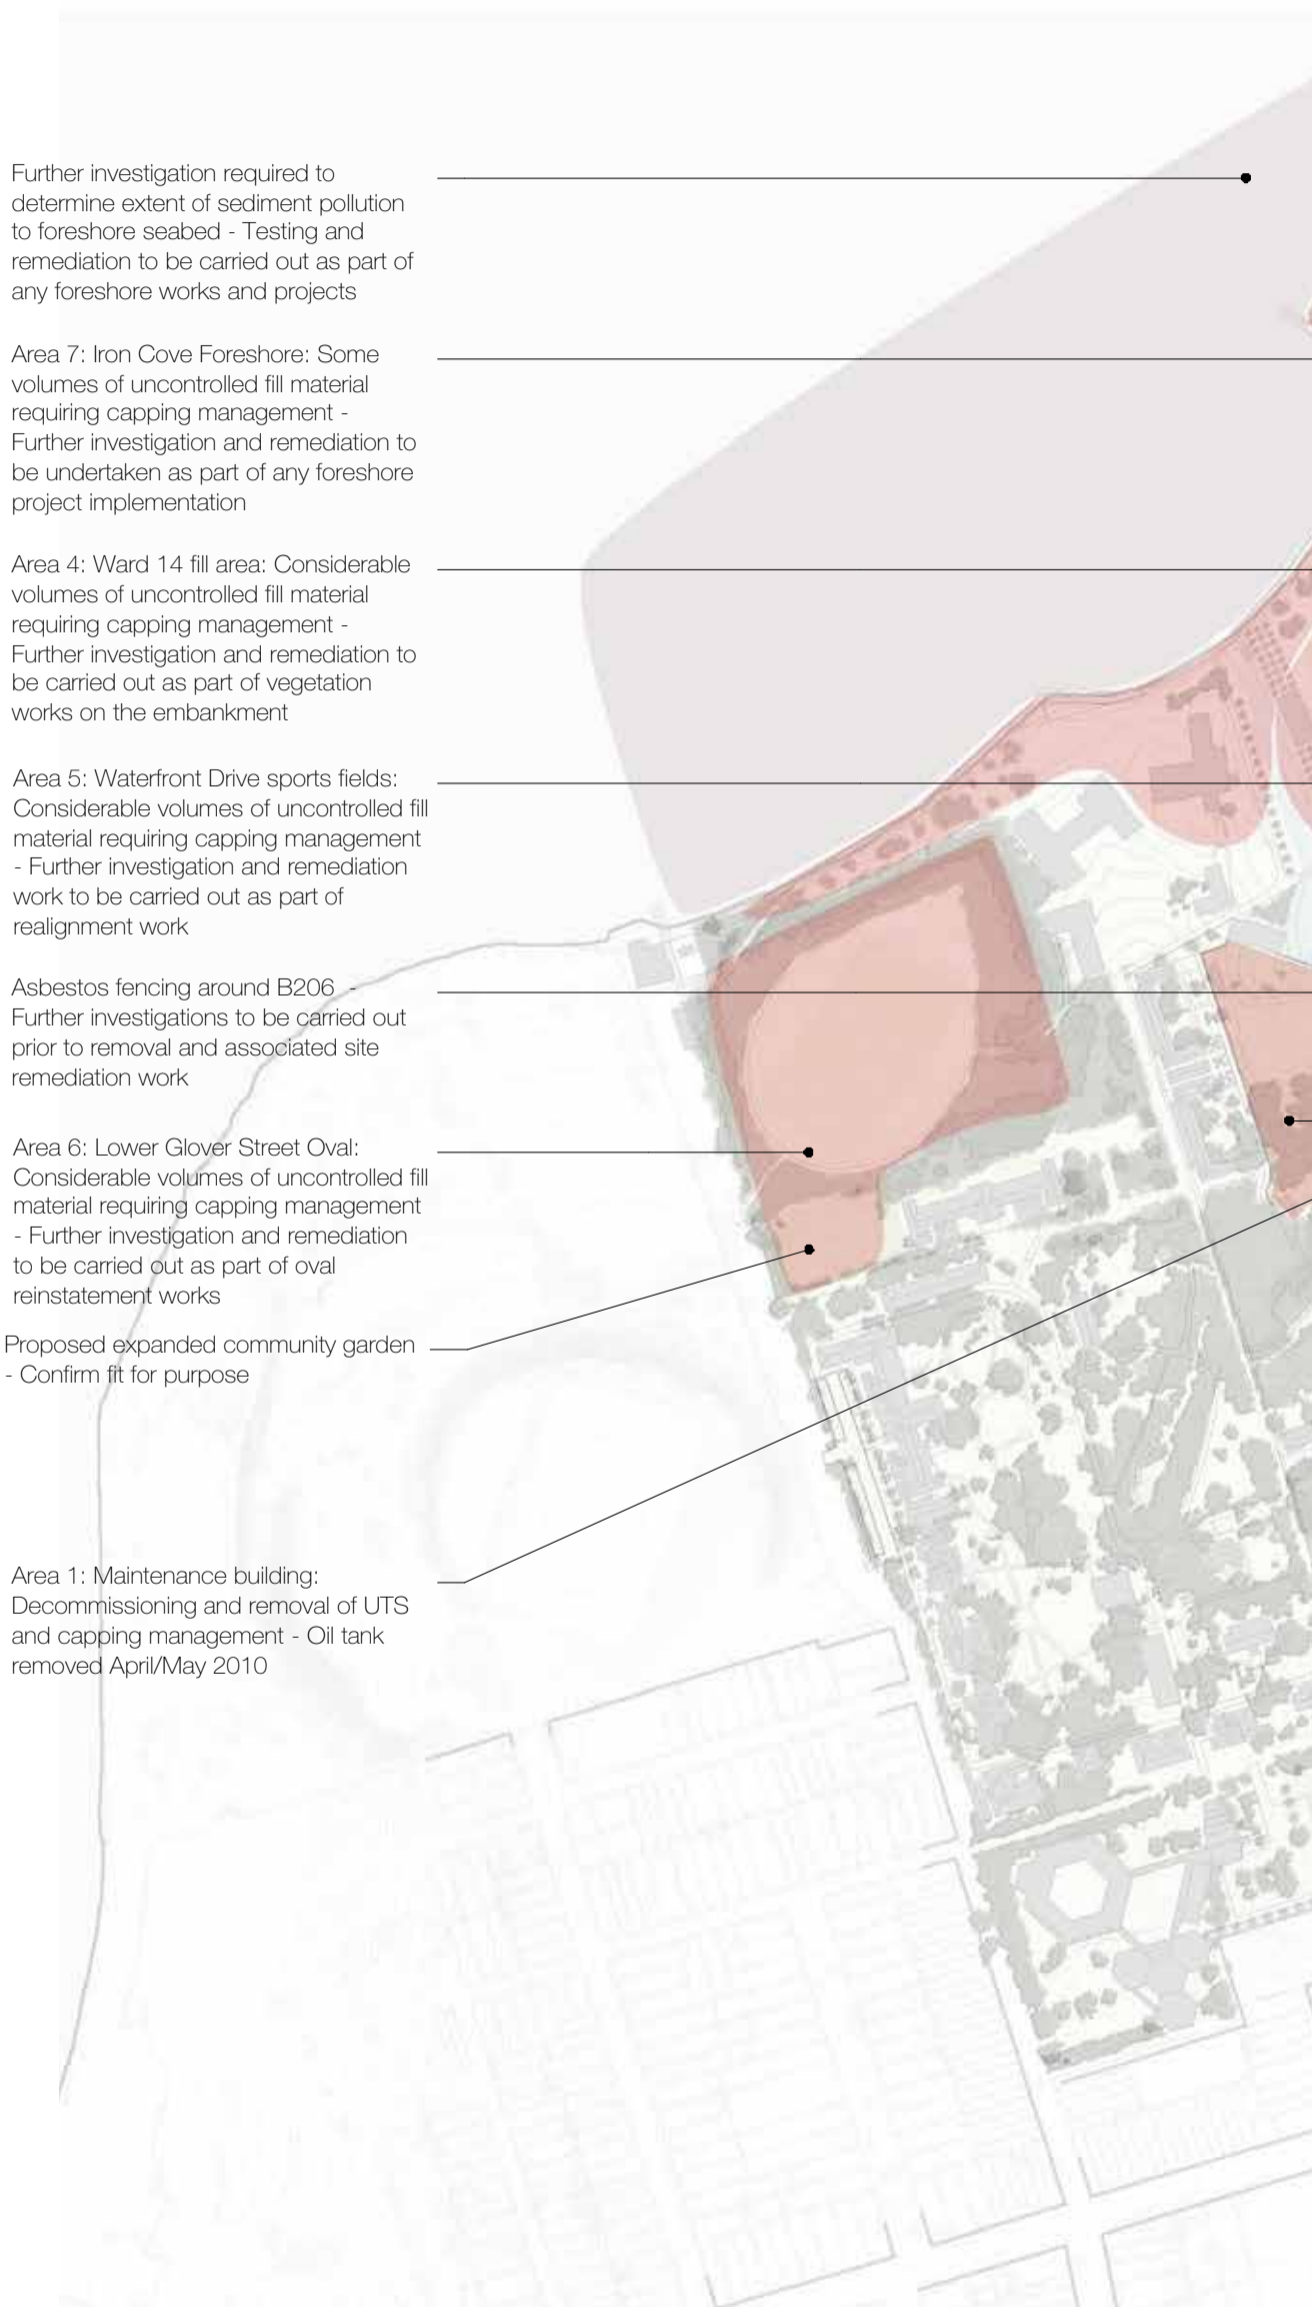 Further investigation required to
determine extent of sediment pollution
to foreshore seabed - Testing and
remediation to be carried out as part of
any foreshore works and projects
Area 7: Iron Cove Foreshore: Some
volumes of uncontrolled fill material
requiring capping management -
Further investigation and remediation to
be undertaken as part of any foreshore
project implementation
Area 4: Ward 14 fill area: Considerable
volumes of uncontrolled fill material
requiring capping management -
Further investigation and remediation to
be carried out as part of vegetation
works on the embankment
Area 5: Waterfront Drive sports fields:
Considerable volumes of uncontrolled fill
material requiring capping management
- Further investigation and remediation
work to be carried out as part of
realignment work
Asbestos fencing around B206 -
Further investigations to be carried out
prior to removal and associated site
remediation work
Area 6: Lower Glover Street Oval:
Considerable volumes of uncontrolled fill
material requiring capping management
- Further investigation and remediation
to be carried out as part of oval
reinstatement works
Proposed expanded community garden
- Confirm fit for purpose
Area 1: Maintenance building:
Decommissioning and removal of UTS
and capping management - Oil tank
removed April/May 2010